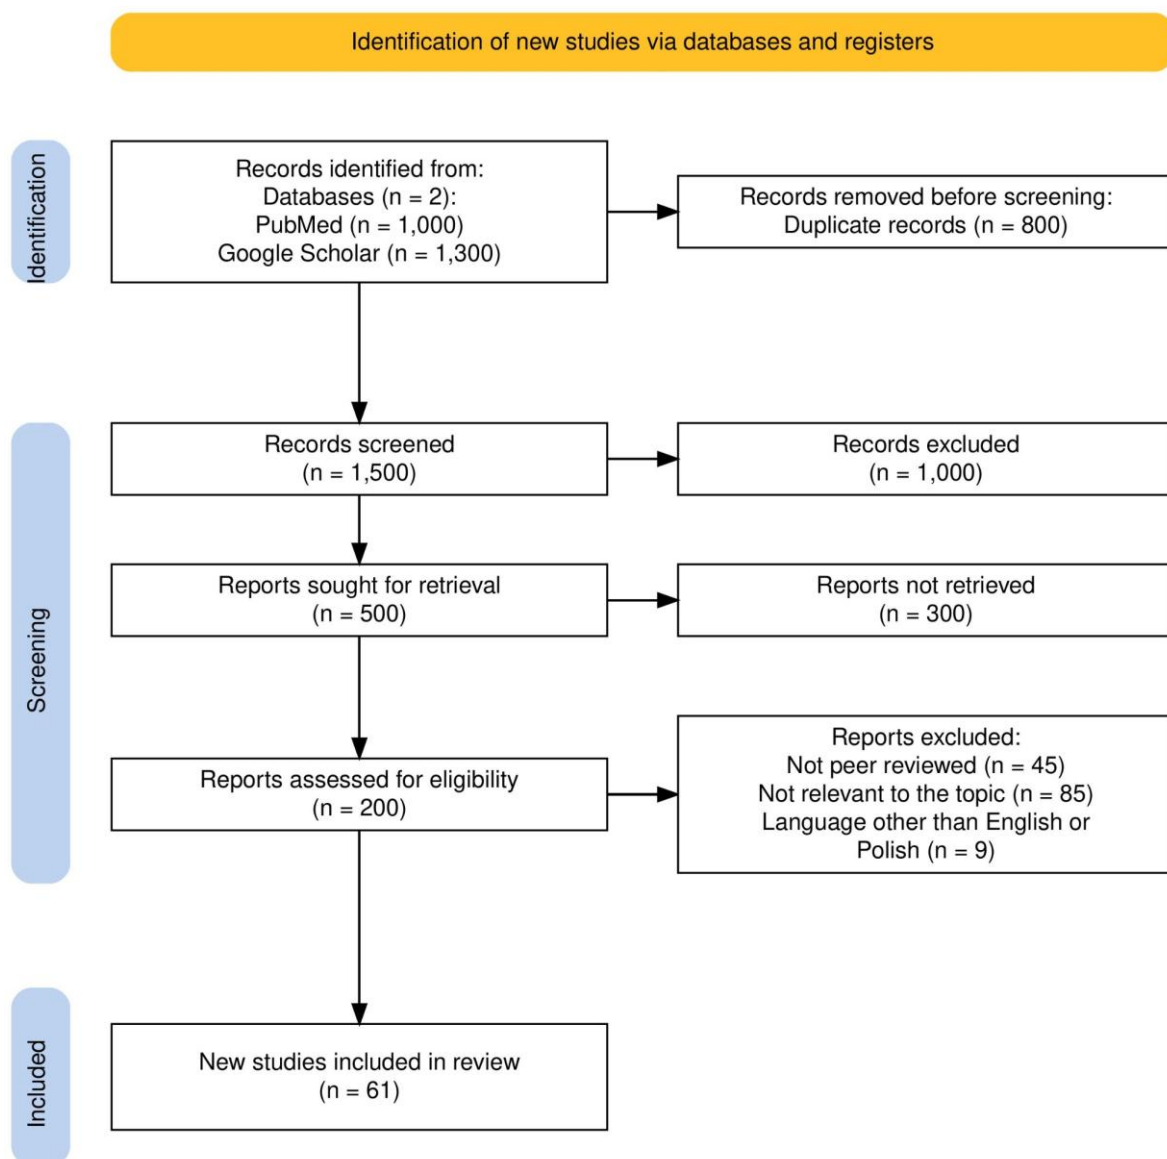 Identification of new studies via databases and registers
Identification
Records identified from:
Databases (n = 2):
PubMed (n = 1,000)
Google Scholar (n = 1,300)
Records removed before screening:
Duplicate records (n = 800)
Screening
Records screened
(n = 1,500)
Records excluded
(n = 1,000)
Reports sought for retrieval
(n = 500)
Reports not retrieved
(n = 300)
Reports assessed for eligibility
(n = 200)
Reports excluded:
Not peer reviewed (n = 45)
Not relevant to the topic (n = 85)
Language other than English or
Polish (n = 9)
Included
New studies included in review
(n = 61)